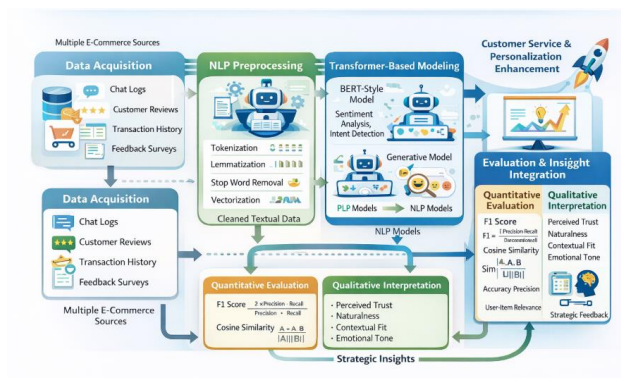 Multiple E-Commerce Sources
Data Acquisition
Chat Logs
Customer Reviews
Transaction History
Feedback Surveys
NLP Preprocessing
Tokenization
Lemmatization
Stop Word Removal
Vectorization
Cleaned Textual Data
Transformer-Based Modeling
BERT-Style
Model
Sentiment
Analysis,
Intent Detection
Generative Model
PLP Models
NLP Models
NLP Models
Customer Service &
Personalization
Enhancement
Evaluation & Insight
Integration
Quantitative
Evaluation
F1 Score
F1 =
Cosine Similarity
Sim
Accuracy Precision
User-Item Relevance
Qualitative
Interpretation
Perceived Trust
Naturalness
Contextual Fit
Emotional Tone
Strategic Feedback
Data Acquisition
Chat Logs
Customer Reviews
Transaction History
Feedback Surveys
Multiple E-Commerce
Sources
Quantitative Evaluation
F1 Score
2 ×Precision · Recall
Precision + Recall
Cosine Similarity
Qualitative Interpretation
• Perceived Trust
• Naturalness
• Contextual Fit
• Emotional Tone
Strategic Insights